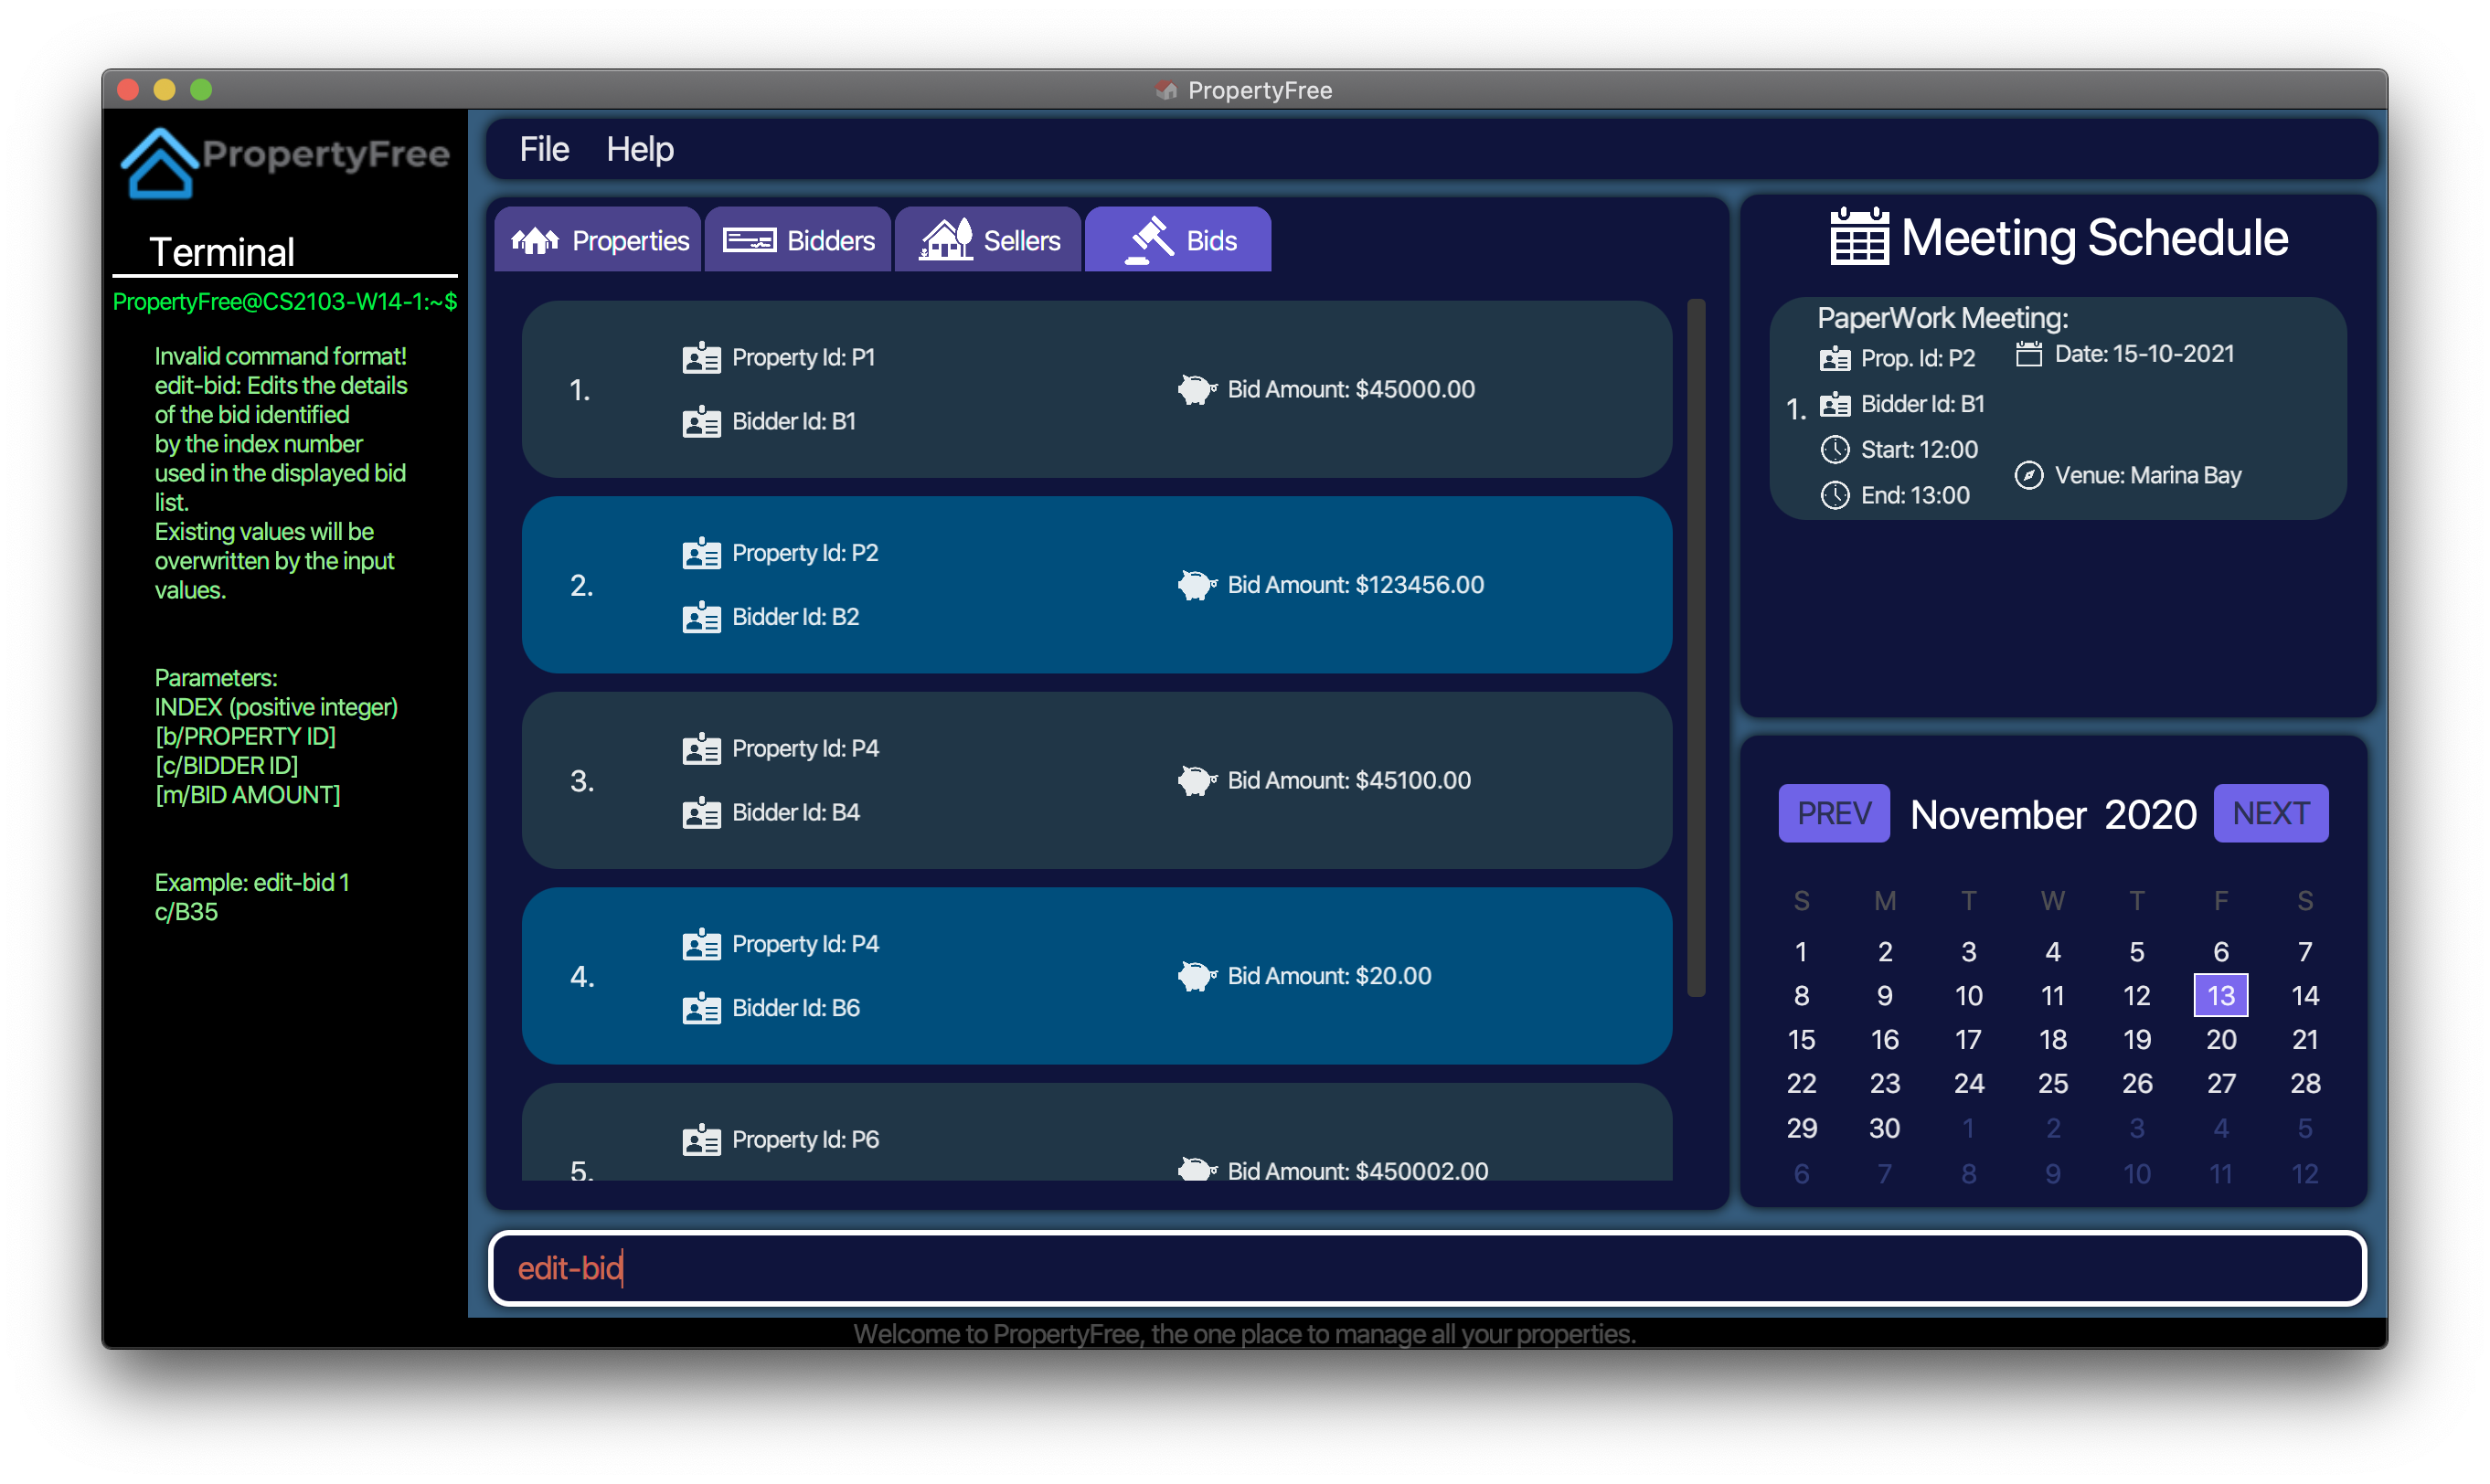 PropertyFree
PropertyFree
Terminal
PropertyFree@CS2103-W14-1:~$
Invalid command format!
edit-bid: Edits the details
of the bid identified
by the index number
used in the displayed bid
list.
Existing values will be
overwritten by the input
values.
Parameters:
INDEX (positive integer)
[b/PROPERTY ID]
[c/BIDDER ID]
[m/BID AMOUNT]
Example: edit-bid 1
c/B35
File Help
Properties Bidders Sellers Bids
1.
Property Id: P1
Bidder Id: B1
Bid Amount: $45000.00
2.
Property Id: P2
Bidder Id: B2
Bid Amount: $123456.00
3.
Property Id: P4
Bidder Id: B4
Bid Amount: $45100.00
4.
Property Id: P4
Bidder Id: B6
Bid Amount: $20.00
5.
Property Id: P6
Bid Amount: $450002.00
Meeting Schedule
PaperWork Meeting:
1.
Prop. Id: P2
Date: 15-10-2021
Bidder Id: B1
Start: 12:00
Venue: Marina Bay
End: 13:00
PREV November 2020 NEXT
S M T W T F S
1 2 3 4 5 6 7
8 9 10 11 12 13 14
15 16 17 18 19 20 21
22 23 24 25 26 27 28
29 30 1 2 3 4 5
6 7 8 9 10 11 12
edit-bid
Welcome to PropertyFree, the one place to manage all your properties.